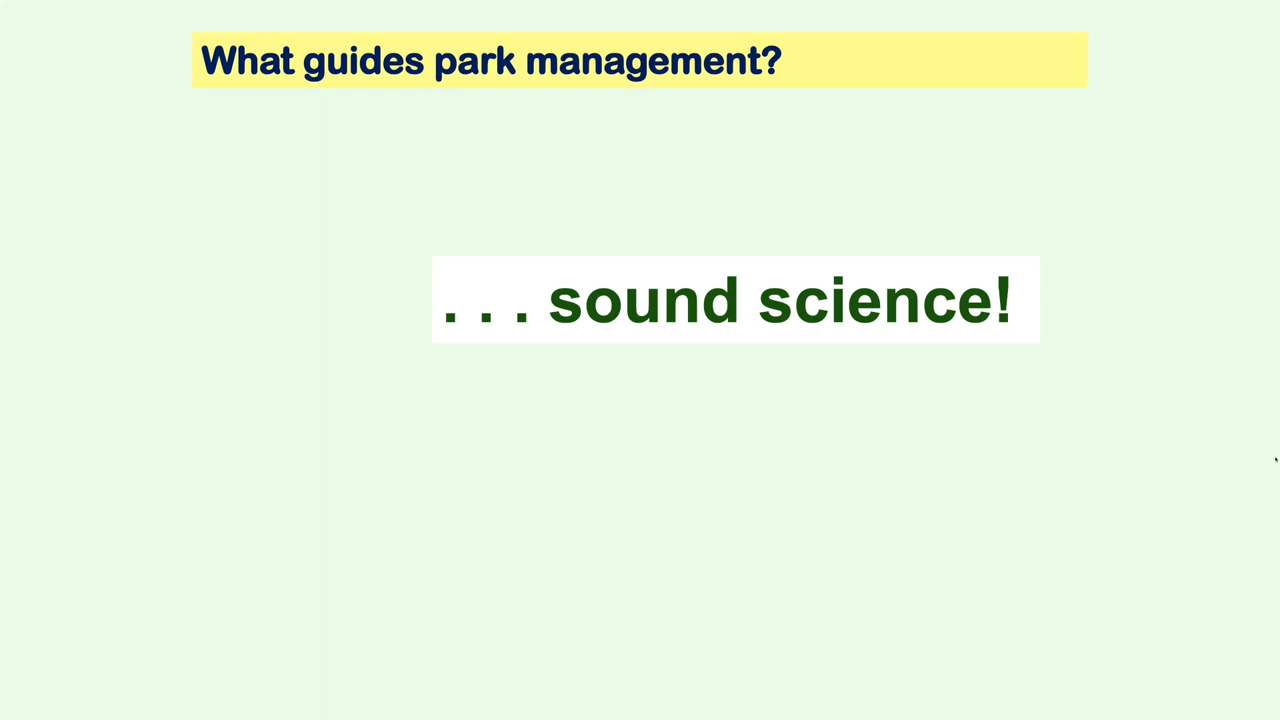 What guides park management?
. . . sound science!